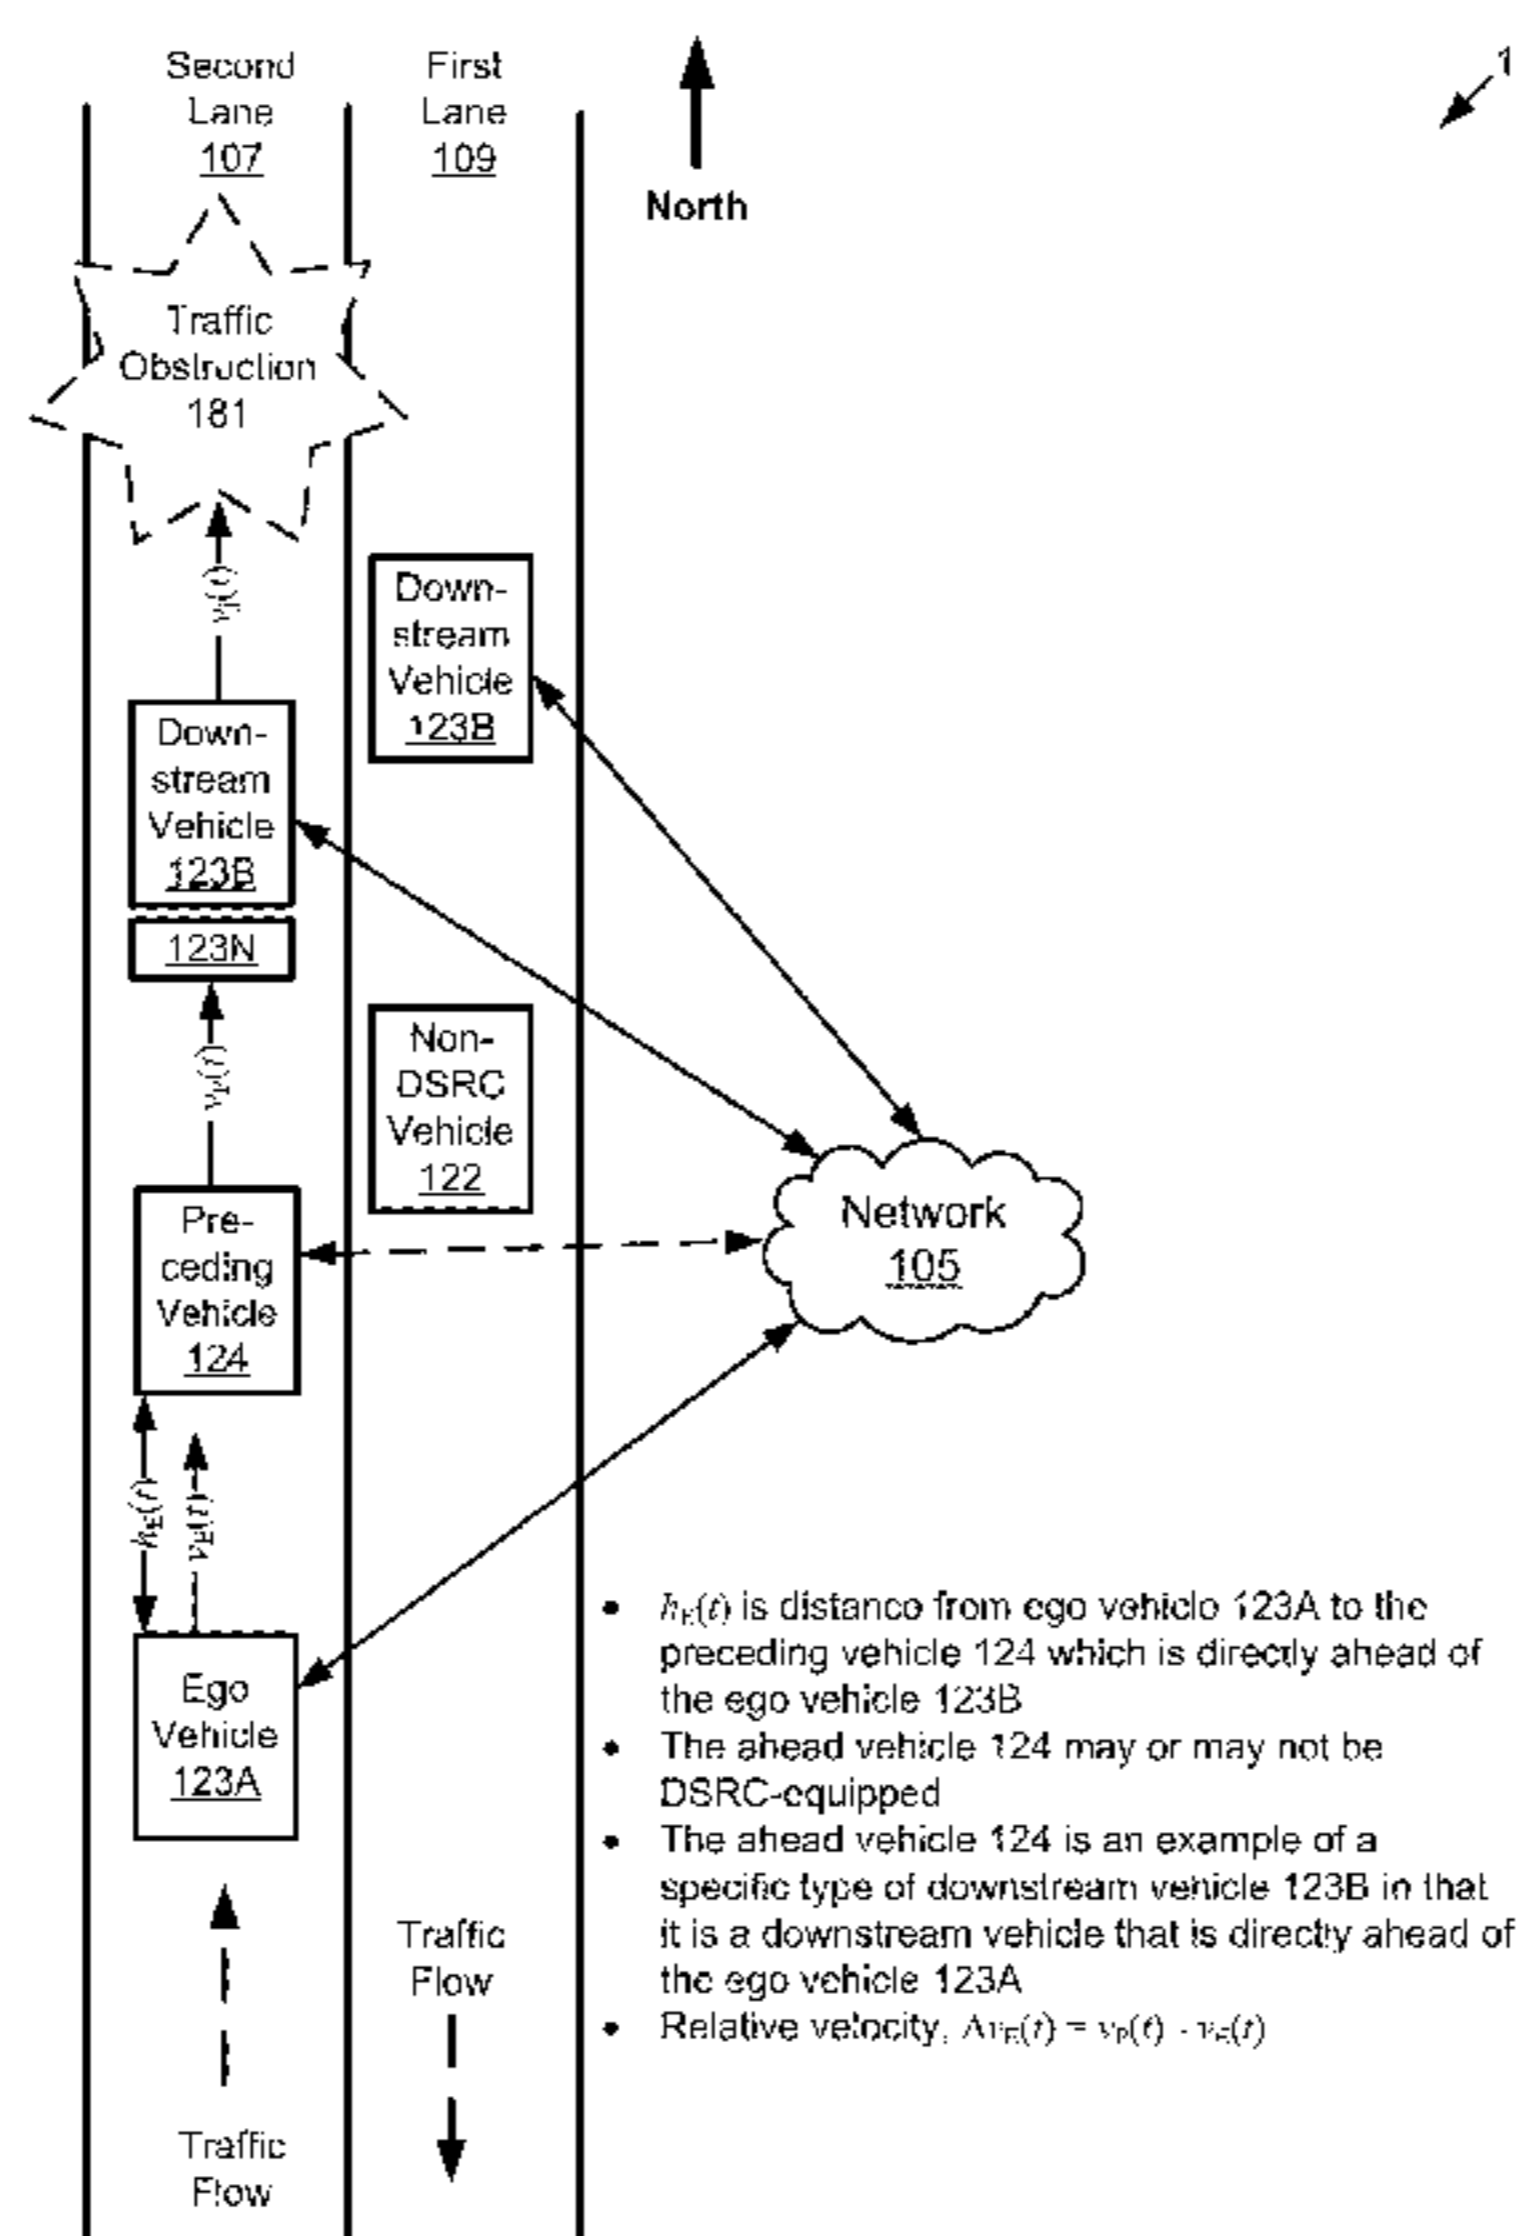 Second
Lane
107
First
Lane
109
North
1
Traffic
Obstruction
181
Down-
stream
Vehicle
123B
Down-
stream
Vehicle
123B
123N
vP(t)
Non-
DSRC
Vehicle
122
Pre-
ceding
Vehicle
124
Network
105
hE(t)
vE(t)
Ego
Vehicle
123A
Traffic
Flow
Traffic
Flow
• hE(t) is distance from ego vehicle 123A to the
preceding vehicle 124 which is directly ahead of
the ego vehicle 123B
• The ahead vehicle 124 may or may not be
DSRC-equipped
• The ahead vehicle 124 is an example of a
specific type of downstream vehicle 123B in that
it is a downstream vehicle that is directly ahead of
the ego vehicle 123A
• Relative velocity, ΔvE(t) = vP(t) - vE(t)